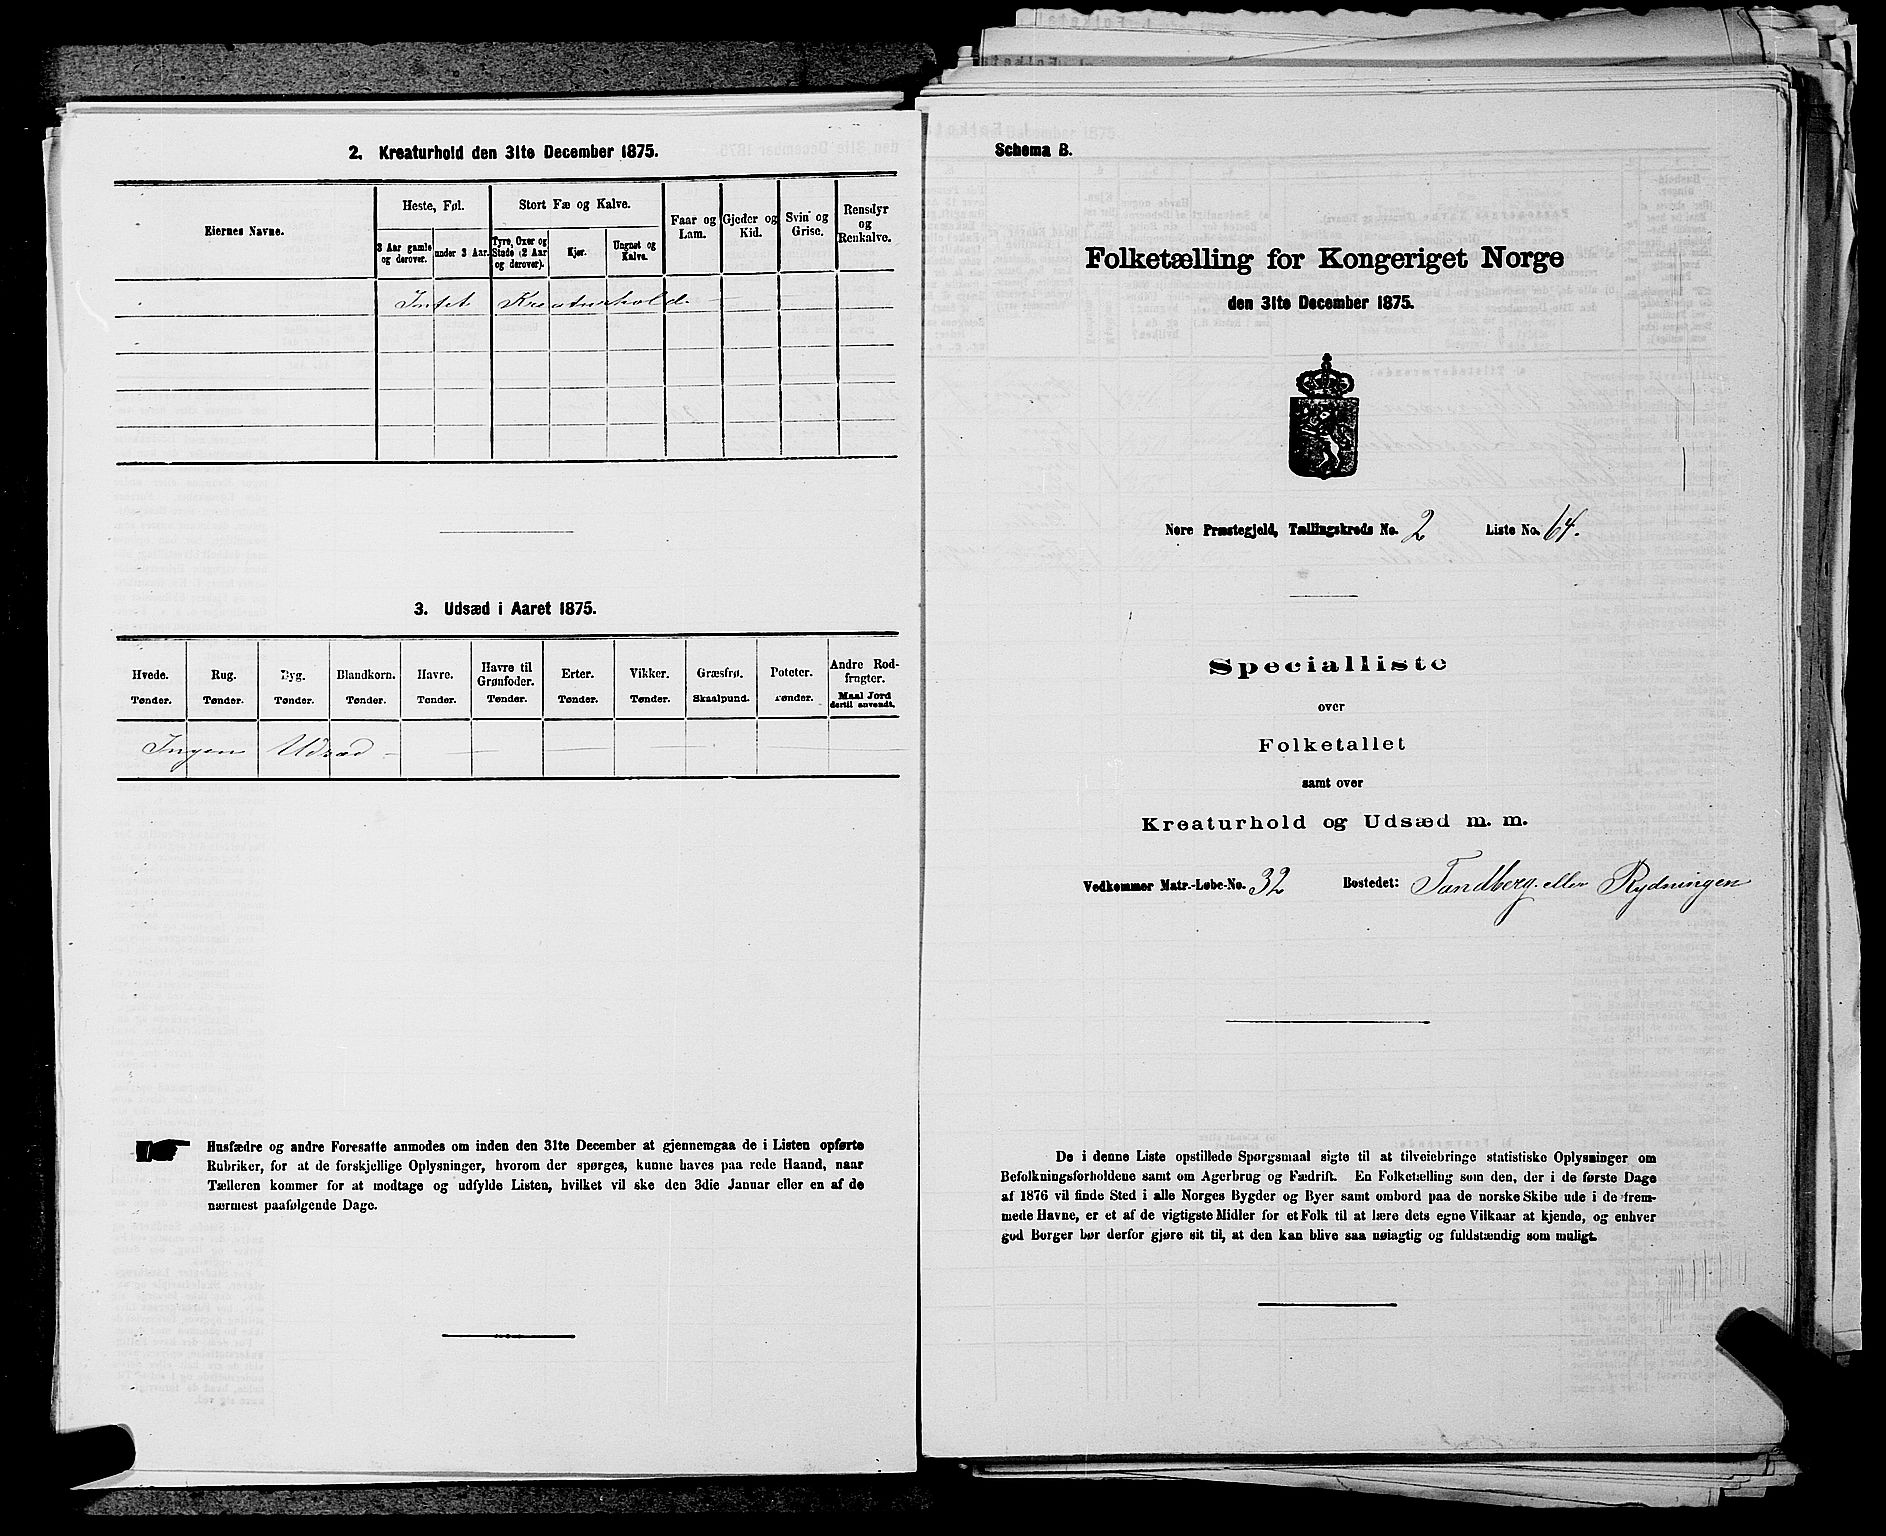 2. Kreaturhold den 31te December 1875.
Eiernes Navne.
Heste, Føl.
Stort Fæ og Kalve.
Faar og Lam.
Gjeder og Kid.
Svin og Grise.
Rensdyr og Renkalve.
3 Aar gamle og derover.
under 3 Aar.
Tyre, Oxer og Stude (2 Aar og derover).
Kjør.
Ungnøt og Kalve.
Intet Kreaturhold.
3. Udsæd i Aaret 1875.
Hvede. Rug. Byg. Blandkorn. Havre. Havre til Grønfoder. Erter. Vikker. Græsfrø. Poteter. Andre Rodfrugter.
Tønder. Tønder. Tønder. Tønder. Tønder. Tønder. Tønder. Tønder. Skaalpund. Tønder. Maal Jord dertil anvendt.
Ingen Udsæd
Husfædre og andre Foresatte anmodes om inden den 31te December at gjennemgaa de i Listen opførte
Rubriker, for at de forskjellige Oplysninger, hvorom der spørges, kunne haves paa rede Haand, naar
Tælleren kommer for at modtage og udfylde Listen, hvilket vil ske den 3die Januar eller en af de
nærmest paafølgende Dage.
Schema B.
Folketælling for Kongeriget Norge
den 31te December 1875.
Nore Præstegjeld, Tællingskreds No. 2 Liste No. 64.
Specialliste
over
Folketallet
samt over
Kreaturhold og Udsæd m. m.
Vedkommer Matr.-Løbe-No. 32 Bostedet: Tandberg eller Rydningen
De i denne Liste opstillede Spørgsmaal sigte til at tilveiebringe statistiske Oplysninger om
Befolkningsforholdene samt om Agerbrug og Fædrift. En Folketælling som den, der i de første Dage
af 1876 vil finde Sted i alle Norges Bygder og Byer samt ombord paa de norske Skibe ude i de frem-
mede Havne, er et af de vigtigste Midler for et Folk til at lære dets egne Vilkaar at kjende, og enhver
god Borger bør derfor gjøre sit til, at den kan blive saa nøiagtig og fuldstændig som muligt.